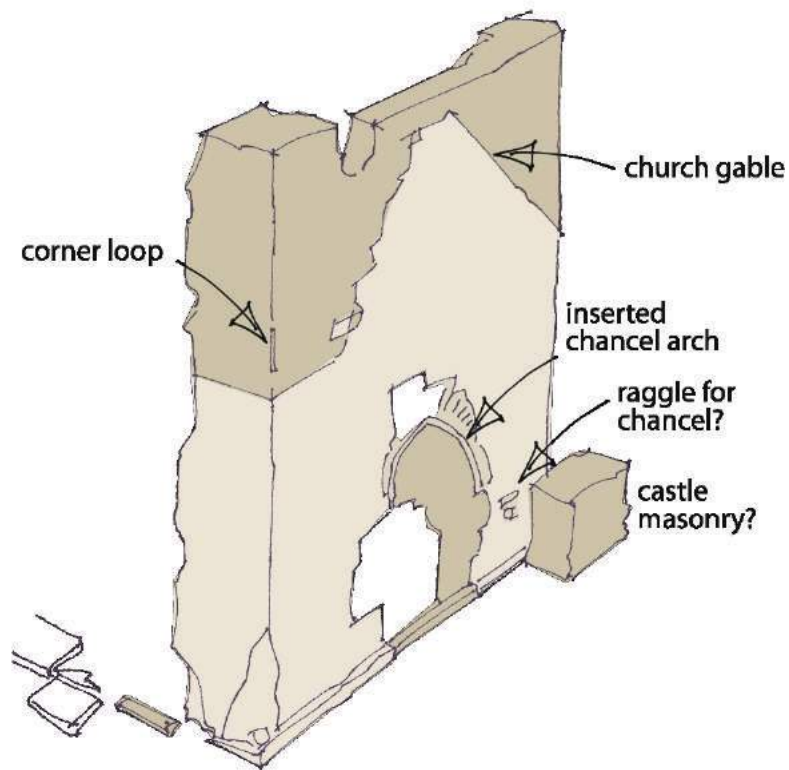 church gable
corner loop
inserted
chancel arch
raggle for
chancel?
castle
masonry?